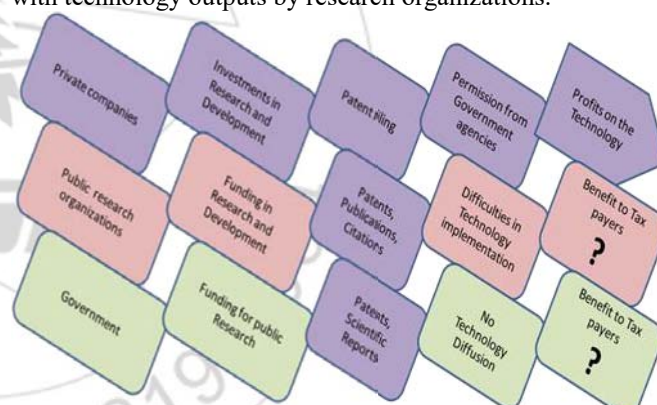 with technology outputs by research organizations.
Private companies
Investments in
Research and
Development
Patent filing
Permission from
Government
agencies
Profits on the
Technology
Public research
organizations
Funding in
Research and
Development
Patents,
Publications,
Citations
Difficulties in
Technology
implementation
Benefit to Tax
payers
?
Government
Funding for public
Research
Patents,
Scientific
Reports
No
Technology
Diffusion
Benefit to Tax
payers
?